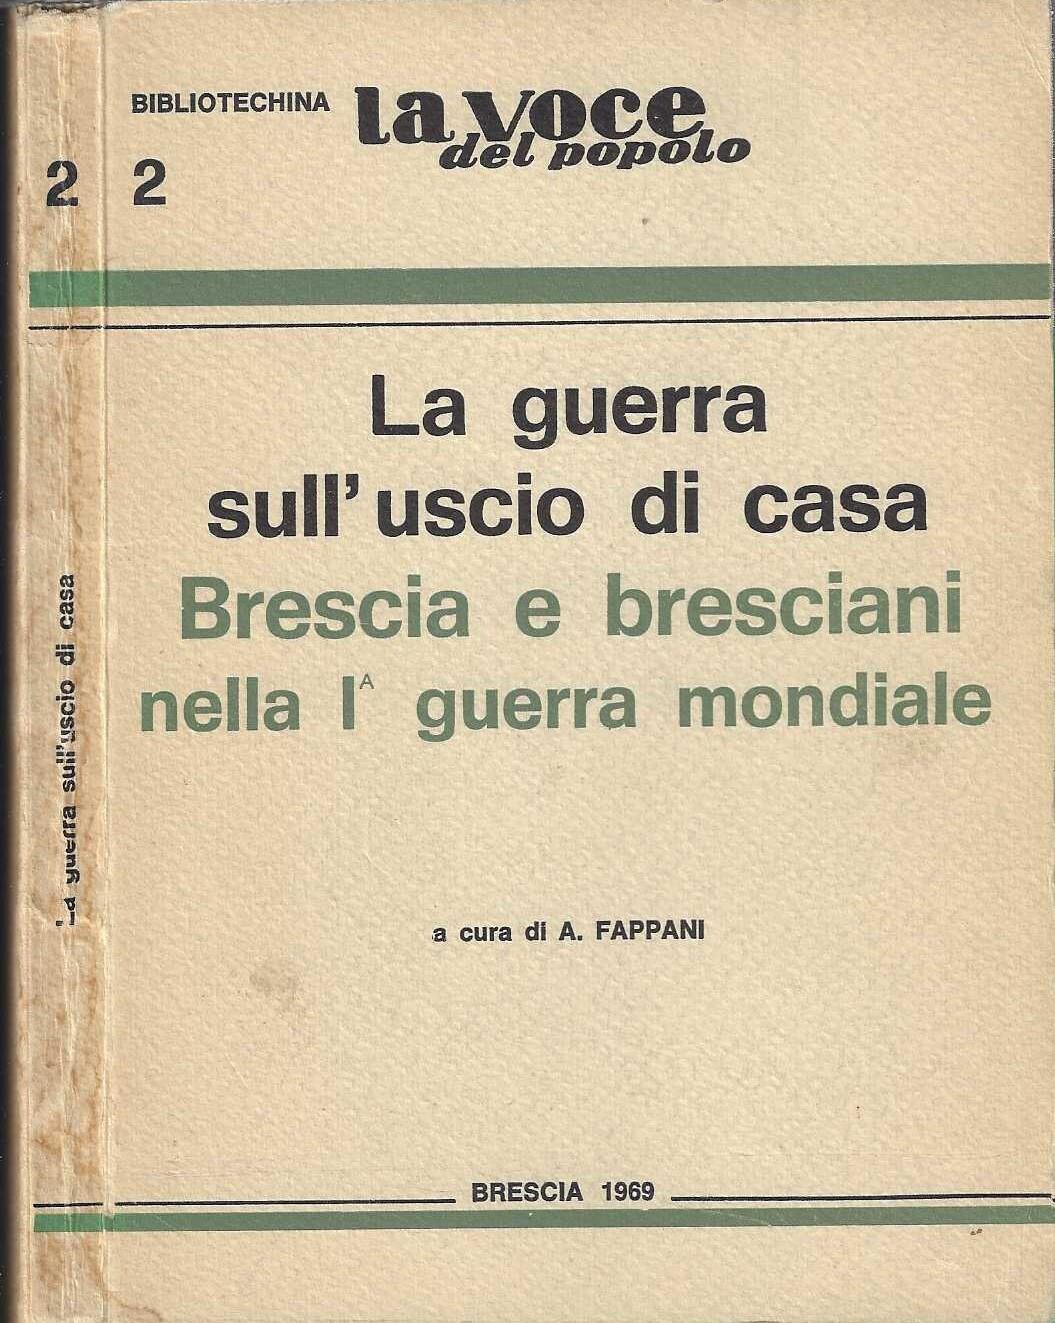 BIBLIOTECHINA
la voce
del popolo
2
2
La guerra
sull'uscio di casa
Brescia e bresciani
nella Iᴬ guerra mondiale
a cura di A. FAPPANI
BRESCIA 1969
La guerra sull'uscio di casa